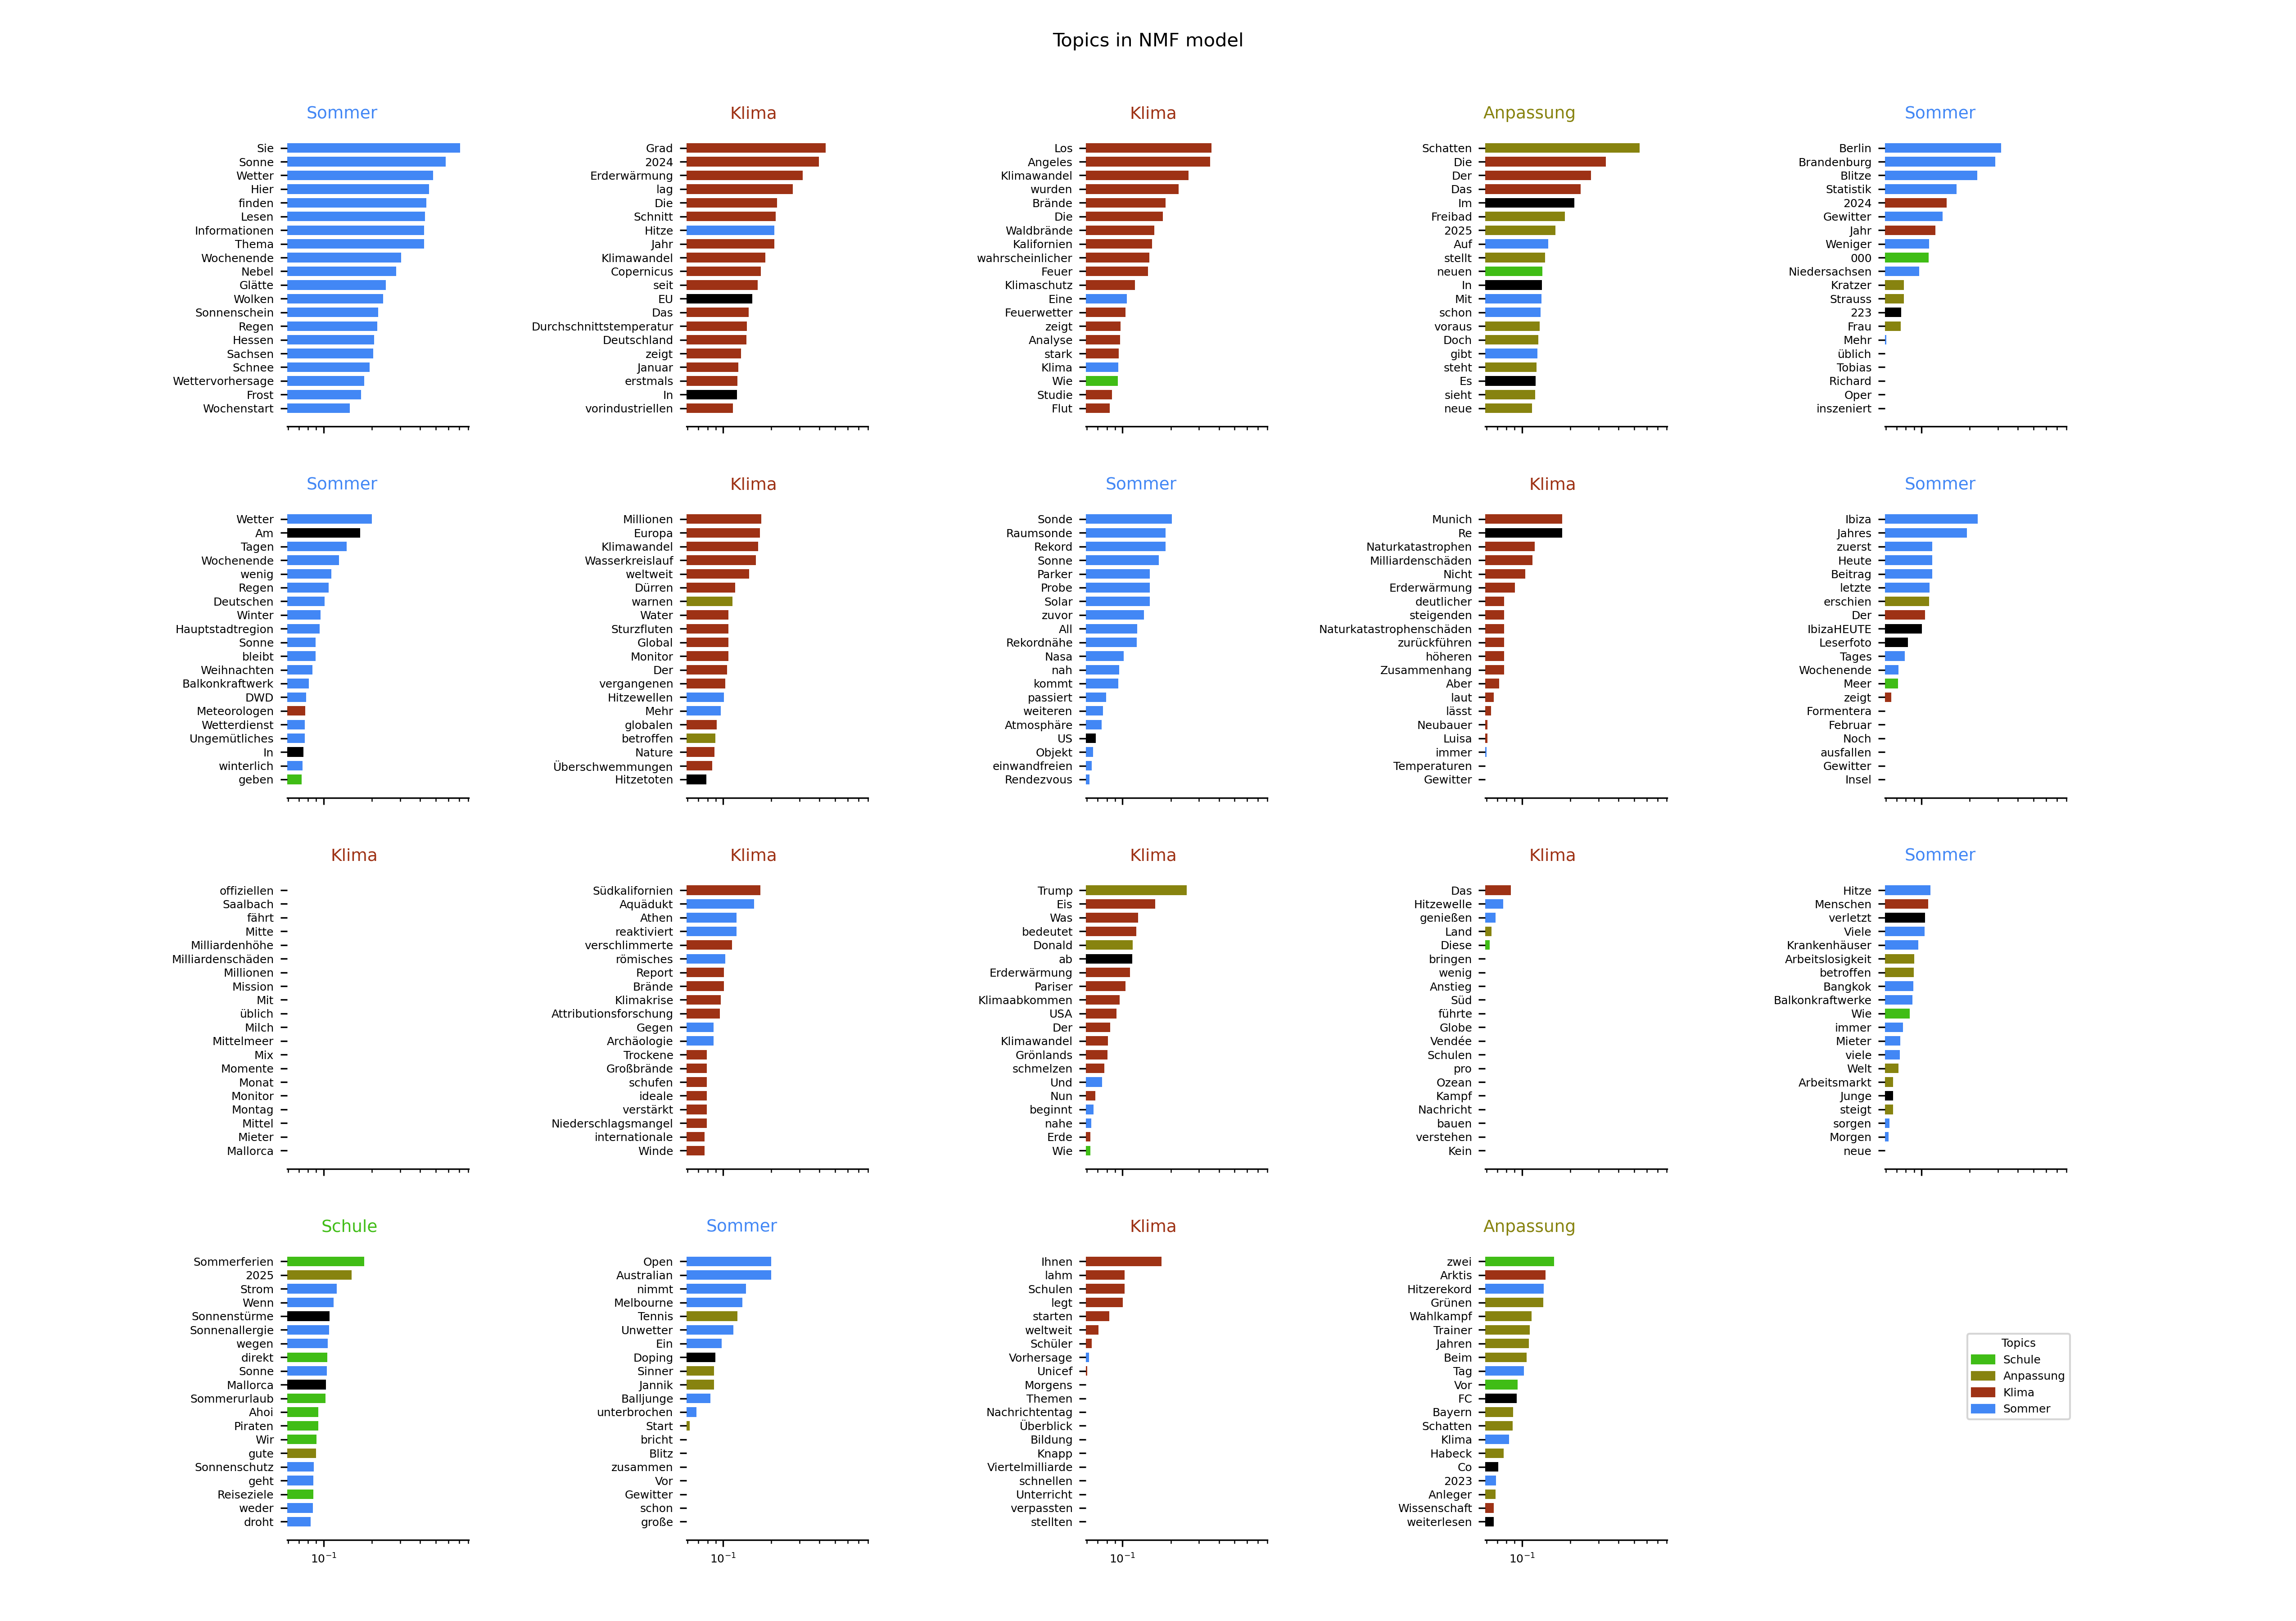 Topics in NMF model
Sommer
Sie
Sonne
Wetter
Hier
finden
Lesen
Informationen
Thema
Wochenende
Nebel
Glätte
Wolken
Sonnenschein
Regen
Hessen
Sachsen
Schnee
Wettervorhersage
Frost
Wochenstart
Klima
Grad
2024
Erderwärmung
lag
Die
Schnitt
Hitze
Jahr
Klimawandel
Copernicus
seit
EU
Das
Durchschnittstemperatur
Deutschland
zeigt
Januar
erstmals
In
vorindustriellen
Klima
Los
Angeles
Klimawandel
wurden
Brände
Die
Waldbrände
Kalifornien
wahrscheinlicher
Feuer
Klimaschutz
Eine
Feuerwetter
zeigt
Analyse
stark
Klima
Wie
Studie
Flut
Anpassung
Schatten
Die
Der
Das
Im
Freibad
2025
Auf
stellt
neuen
In
Mit
schon
voraus
Doch
gibt
steht
Es
sieht
neue
Sommer
Berlin
Brandenburg
Blitze
Statistik
2024
Gewitter
Jahr
Weniger
000
Niedersachsen
Kratzer
Strauss
223
Frau
Mehr
üblich
Tobias
Richard
Oper
inszeniert
Sommer
Wetter
Am
Tagen
Wochenende
wenig
Regen
Deutschen
Winter
Hauptstadtregion
Sonne
bleibt
Weihnachten
Balkonkraftwerk
DWD
Meteorologen
Wetterdienst
Ungemütliches
In
winterlich
geben
Klima
Millionen
Europa
Klimawandel
Wasserkreislauf
weltweit
Dürren
warnen
Water
Sturzfluten
Global
Monitor
Der
vergangenen
Hitzewellen
Mehr
globalen
betroffen
Nature
Überschwemmungen
Hitzetoten
Sommer
Sonde
Raumsonde
Rekord
Sonne
Parker
Probe
Solar
zuvor
All
Rekordnähe
Nasa
nah
kommt
passiert
weiteren
Atmosphäre
US
Objekt
einwandfreien
Rendezvous
Klima
Munich
Re
Naturkatastrophen
Milliardenschäden
Nicht
Erderwärmung
deutlicher
steigenden
Naturkatastrophenschäden
zurückführen
höheren
Zusammenhang
Aber
laut
lässt
Neubauer
Luisa
immer
Temperaturen
Gewitter
Sommer
Ibiza
Jahres
zuerst
Heute
Beitrag
letzte
erschien
Der
IbizaHEUTE
Leserfoto
Tages
Wochenende
Meer
zeigt
Formentera
Februar
Noch
ausfallen
Gewitter
Insel
Klima
offiziellen
Saalbach
fährt
Mitte
Milliardenhöhe
Milliardenschäden
Millionen
Mission
Mit
üblich
Milch
Mittelmeer
Mix
Momente
Monat
Monitor
Montag
Mittel
Mieter
Mallorca
Klima
Südkalifornien
Aquädukt
Athen
reaktiviert
verschlimmerte
römisches
Report
Brände
Klimakrise
Attributionsforschung
Gegen
Archäologie
Trockene
Großbrände
schufen
ideale
verstärkt
Niederschlagsmangel
internationale
Winde
Klima
Trump
Eis
Was
bedeutet
Donald
ab
Erderwärmung
Pariser
Klimaabkommen
USA
Der
Klimawandel
Grönlands
schmelzen
Und
Nun
beginnt
nahe
Erde
Wie
Klima
Das
Hitzewelle
genießen
Land
Diese
bringen
wenig
Anstieg
Süd
führte
Globe
Vendée
Schulen
pro
Ozean
Kampf
Nachricht
bauen
verstehen
Kein
Sommer
Hitze
Menschen
verletzt
Viele
Krankenhäuser
Arbeitslosigkeit
betroffen
Bangkok
Balkonkraftwerke
Wie
immer
Mieter
viele
Welt
Arbeitsmarkt
Junge
steigt
sorgen
Morgen
neue
Schule
Sommerferien
2025
Strom
Wenn
Sonnenstürme
Sonnenallergie
wegen
direkt
Sonne
Mallorca
Sommerurlaub
Ahoi
Piraten
Wir
gute
Sonnenschutz
geht
Reiseziele
weder
droht
10⁻¹
Sommer
Open
Australian
nimmt
Melbourne
Tennis
Unwetter
Ein
Doping
Sinner
Jannik
Balljunge
unterbrochen
Start
bricht
Blitz
zusammen
Vor
Gewitter
schon
große
10⁻¹
Klima
Ihnen
lahm
Schulen
legt
starten
weltweit
Schüler
Vorhersage
Unicef
Morgens
Themen
Nachrichtentag
Überblick
Bildung
Knapp
Viertelmilliarde
schnellen
Unterricht
verpassten
stellten
10⁻¹
Anpassung
zwei
Arktis
Hitzerekord
Grünen
Wahlkampf
Trainer
Jahren
Beim
Tag
Vor
FC
Bayern
Schatten
Klima
Habeck
Co
2023
Anleger
Wissenschaft
weiterlesen
10⁻¹
Topics
Schule
Anpassung
Klima
Sommer